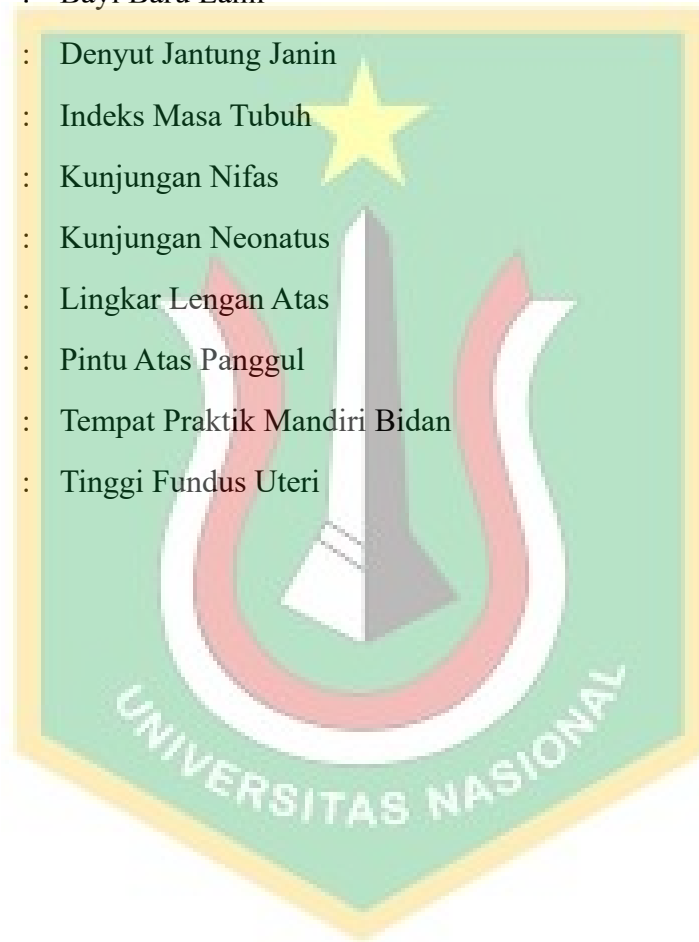 : Bayi Baru Lahir
: Denyut Jantung Janin
: Indeks Masa Tubuh
: Kunjungan Nifas
: Kunjungan Neonatus
: Lingkar Lengan Atas
: Pintu Atas Panggul
: Tempat Praktik Mandiri Bidan
: Tinggi Fundus Uteri
UNIVERSITAS NASIONAL